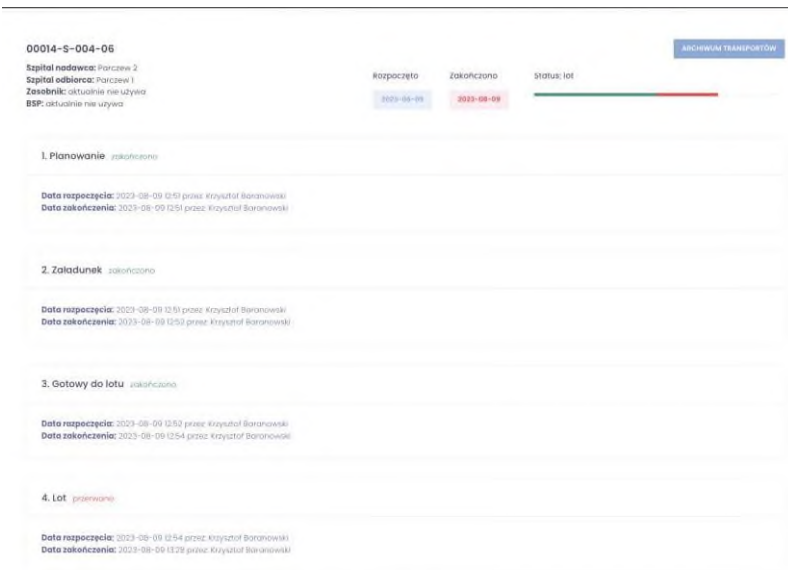 00014-S-004-06
ARCHIWUM TRANSPORTÓW
Szpital nadawca: Parczew 2
Szpital odbiorca: Parczew 1
Zasobnik: aktualnie nie używa
BSP: aktualnie nie używa
Rozpoczęto Zakończono Status: lot
2023-08-09 2023-08-09
1. Planowanie zakończono
Data rozpoczęcia: 2023-08-09 12:51 przez: Krzysztof Baranowski
Data zakończenia: 2023-08-09 12:51 przez: Krzysztof Baranowski
2. Załadunek zakończono
Data rozpoczęcia: 2023-08-09 12:51 przez: Krzysztof Baranowski
Data zakończenia: 2023-08-09 12:52 przez: Krzysztof Baranowski
3. Gotowy do lotu zakończono
Data rozpoczęcia: 2023-08-09 12:52 przez: Krzysztof Baranowski
Data zakończenia: 2023-08-09 12:54 przez: Krzysztof Baranowski
4. Lot przerwano
Data rozpoczęcia: 2023-08-09 12:54 przez: Krzysztof Baranowski
Data zakończenia: 2023-08-09 13:29 przez: Krzysztof Baranowski